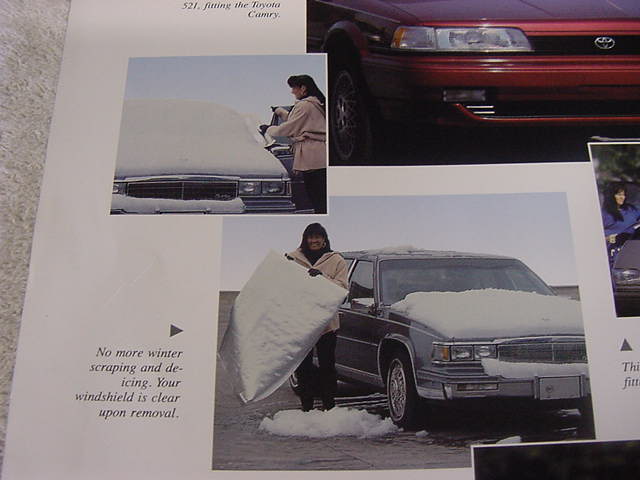 521, fitting the Toyota
Camry.
No more winter
scraping and de-
icing. Your
windshield is clear
upon removal.
Thi
fitt